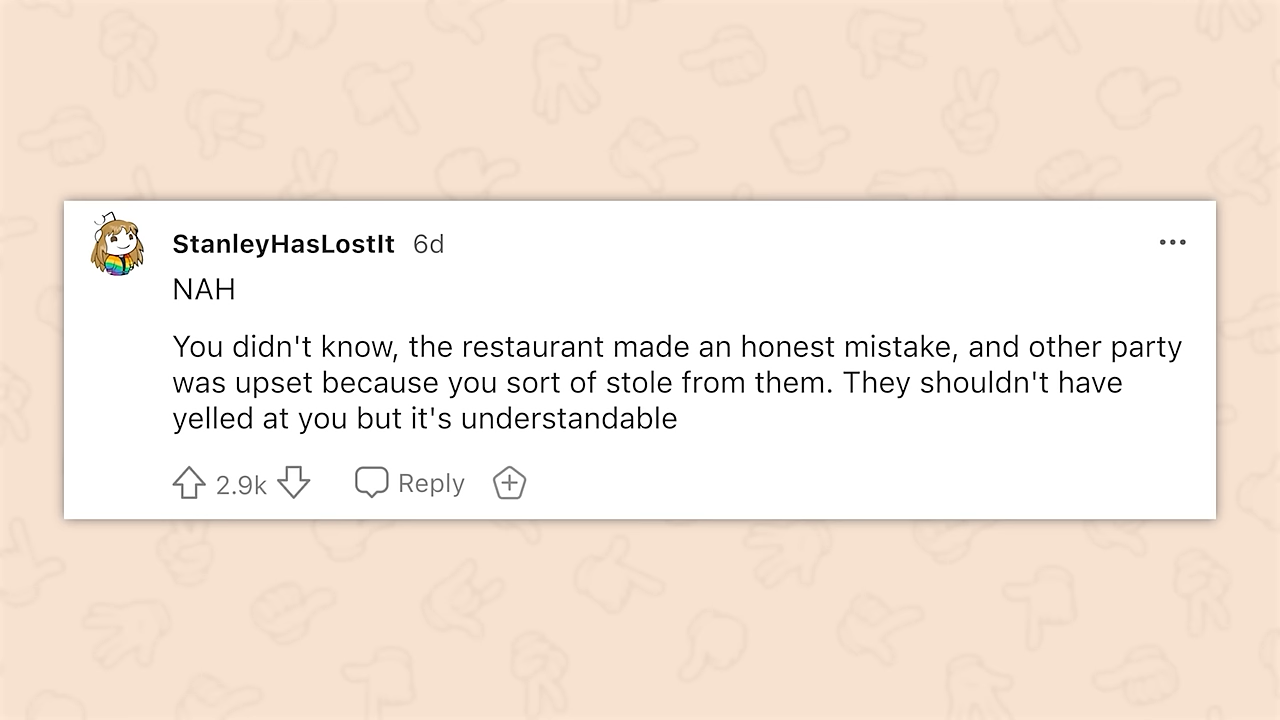 StanleyHasLostIt 6d
NAH
You didn't know, the restaurant made an honest mistake, and other party
was upset because you sort of stole from them. They shouldn't have
yelled at you but it's understandable
2.9k Reply